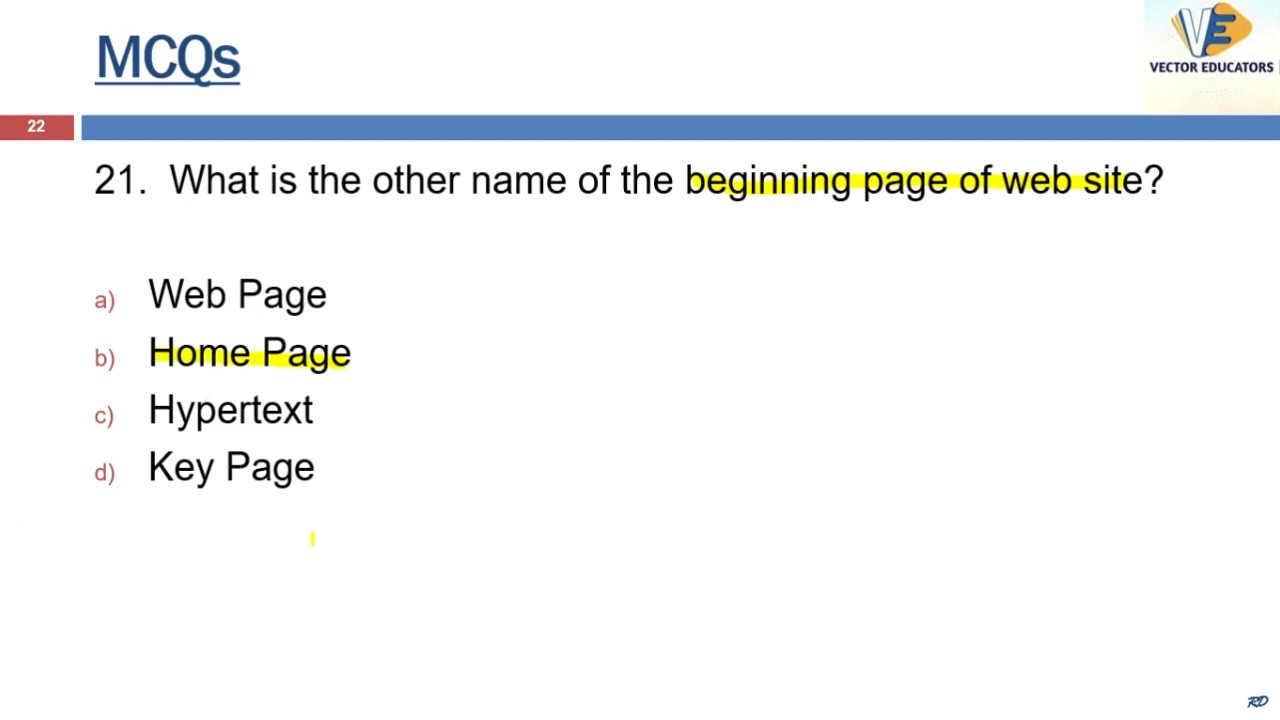 MCQs
VECTOR EDUCATORS
22
21. What is the other name of the beginning page of web site?
a) Web Page
b) Home Page
c) Hypertext
d) Key Page
RD